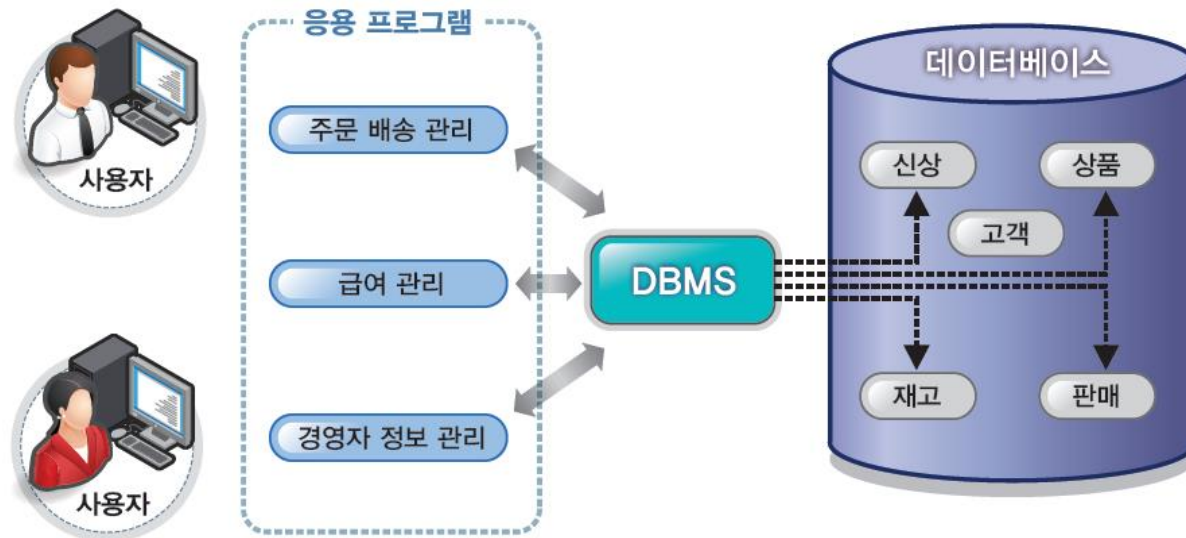 응용 프로그램
사용자
주문 배송 관리
급여 관리
경영자 정보 관리
사용자
DBMS
데이터베이스
신상
상품
고객
재고
판매